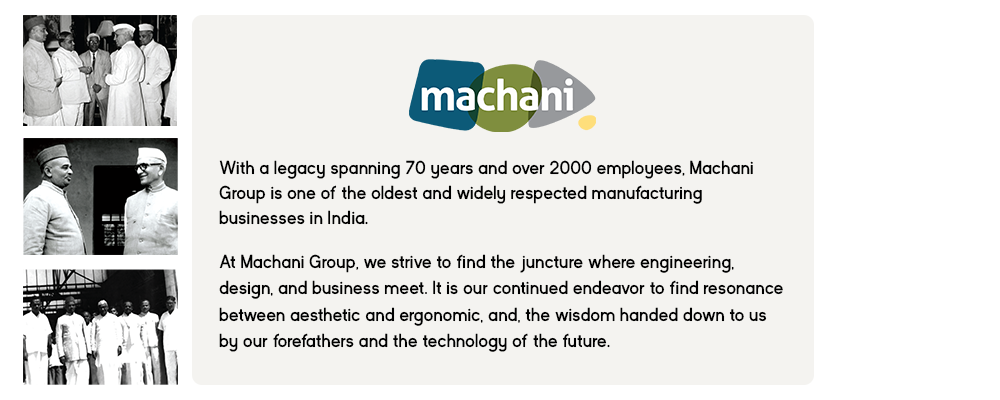 machani
With a legacy spanning 70 years and over 2000 employees, Machani
Group is one of the oldest and widely respected manufacturing
businesses in India.
At Machani Group, we strive to find the juncture where engineering,
design, and business meet. It is our continued endeavor to find resonance
between aesthetic and ergonomic, and, the wisdom handed down to us
by our forefathers and the technology of the future.